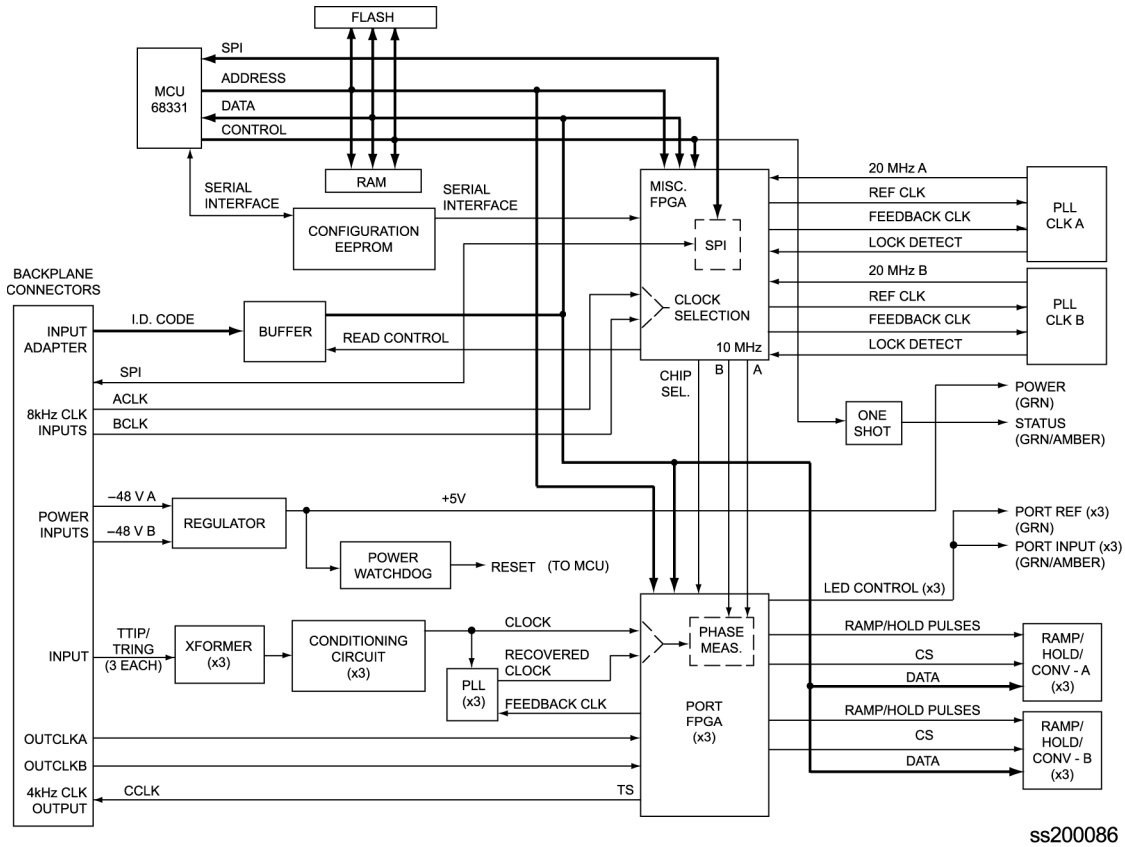 FLASH
SPI
MCU
68331
ADDRESS
DATA
CONTROL
RAM
SERIAL
INTERFACE
SERIAL
INTERFACE
CONFIGURATION
EEPROM
MISC.
FPGA
SPI
CLOCK
SELECTION
10 MHz
B
A
20 MHz A
REF CLK
FEEDBACK CLK
LOCK DETECT
PLL
CLK A
20 MHz B
REF CLK
FEEDBACK CLK
LOCK DETECT
PLL
CLK B
BACKPLANE
CONNECTORS
INPUT
ADAPTER
I.D. CODE
BUFFER
READ CONTROL
SPI
8kHz CLK
INPUTS
ACLK
BCLK
CHIP
SEL.
ONE
SHOT
POWER
(GRN)
STATUS
(GRN/AMBER)
POWER
INPUTS
–48 V A
–48 V B
REGULATOR
+5V
POWER
WATCHDOG
RESET (TO MCU)
PORT REF (x3)
(GRN)
PORT INPUT (x3)
(GRN/AMBER)
LED CONTROL (x3)
INPUT
TTIP/
TRING
(3 EACH)
XFORMER
(x3)
CONDITIONING
CIRCUIT
(x3)
CLOCK
RECOVERED
CLOCK
PLL
(x3)
FEEDBACK CLK
PHASE
MEAS.
PORT
FPGA
(x3)
RAMP/HOLD PULSES
CS
DATA
RAMP/
HOLD/
CONV - A
(x3)
RAMP/HOLD PULSES
CS
DATA
RAMP/
HOLD/
CONV - B
(x3)
OUTCLKA
OUTCLKB
4kHz CLK
OUTPUT
CCLK
TS
ss200086